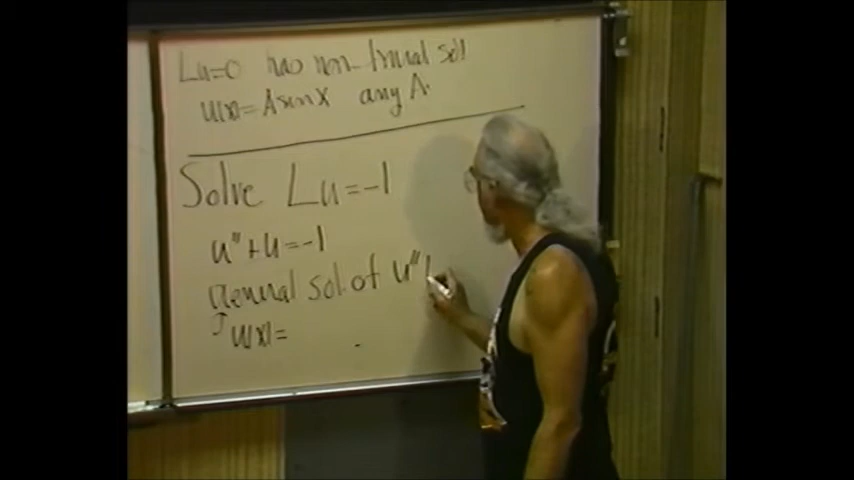 Lu=0 has non-trivial sol
u(x)=A sin x any A.
Solve Lu=-1
u''+u=-1
general sol. of u''
u(x)=